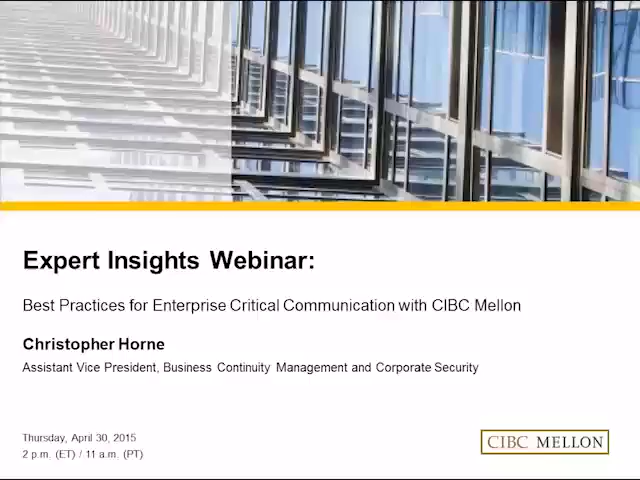 Expert Insights Webinar:
Best Practices for Enterprise Critical Communication with CIBC Mellon
Christopher Horne
Assistant Vice President, Business Continuity Management and Corporate Security
Thursday, April 30, 2015
2 p.m. (ET) / 11 a.m. (PT)
CIBC MELLON